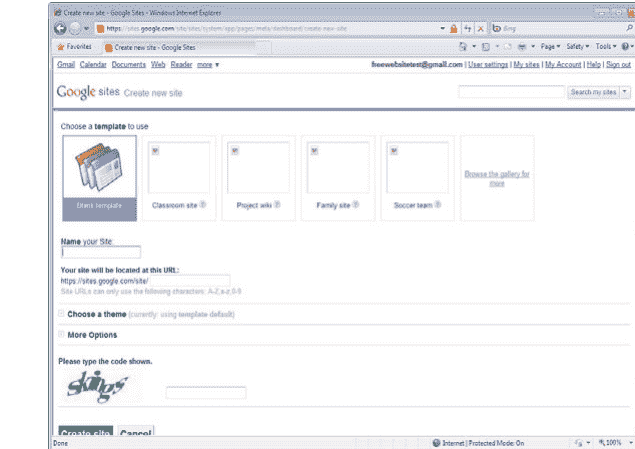 Create new site - Google Sites - Windows Internet Explorer
https://sites.google.com/site/sites/system/app/pages/meta/dashboard/create-new-site
Bing
Favorites Create new site - Google Sites
Page Safety Tools
Gmail Calendar Documents Web Reader more
freewebsitetest@gmail.com | User settings | My sites | My Account | Help | Sign out
Google sites Create new site
Search my sites
Choose a template to use
Blank template
Classroom site
Project wiki
Family site
Soccer team
Browse the gallery for
more
Name your Site:
Your site will be located at this URL:
https://sites.google.com/site/
Site URLs can only use the following characters: A-Z,a-z,0-9
Choose a theme (currently: using template default)
More Options
Please type the code shown.
Create site Cancel
Done
Internet | Protected Mode: On
100%